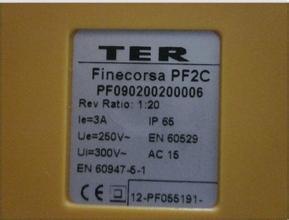 TER
Finecorsa PF2C
PF090200200006
Rev Ratio: 1:20
Ie=3A IP 65
Ue=250V~ EN 60529
Ui=300V~ AC 15
EN 60947-5-1
CE 12-PF055191-